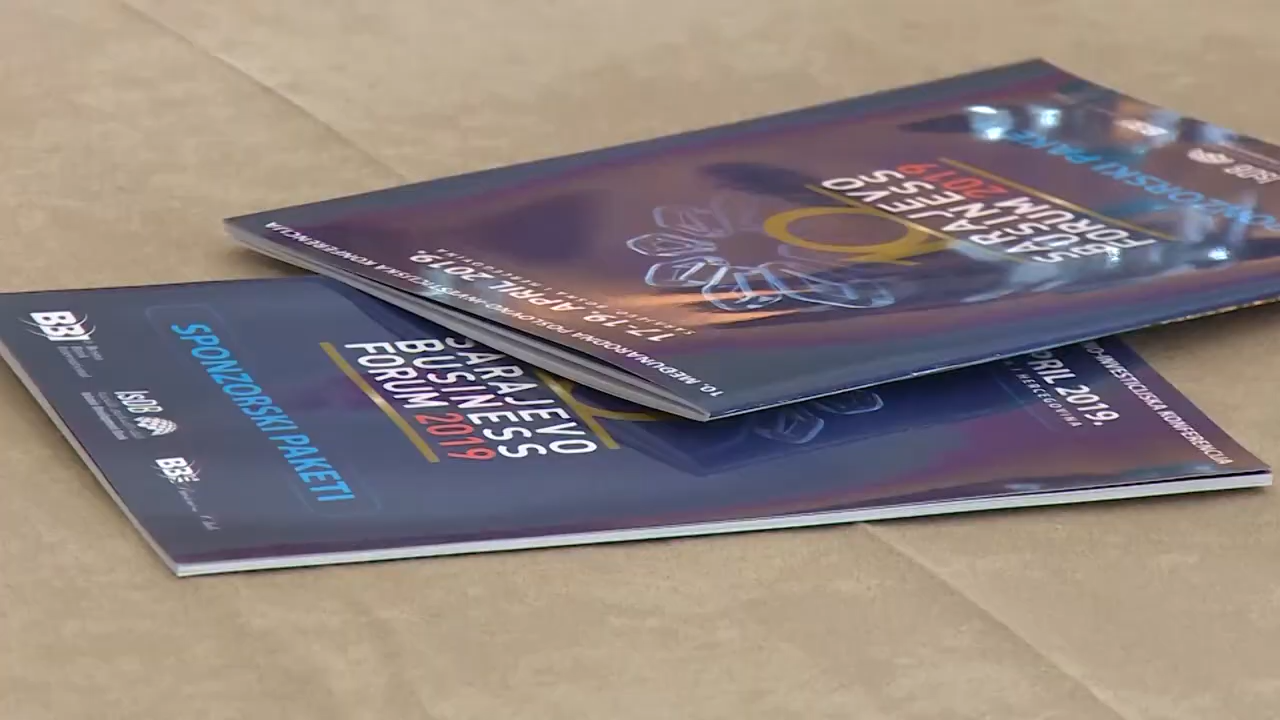 10. MEĐUNARODNA POSLOVNO-INVESTICIJSKA KONFERENCIJA
17-19. APRIL 2019.
SARAJEVO
SARAJEVO
BUSINESS
FORUM 2019
SPONZORSKI PAKETI
IsDB
SARAJEVO
BUSINESS
FORUM 2019
SPONZORSKI PAKETI
BBI
IsDB
BBI
APRIL 2019.
HERCEGOVINA
INVESTICIJSKA KONFERENCIJA